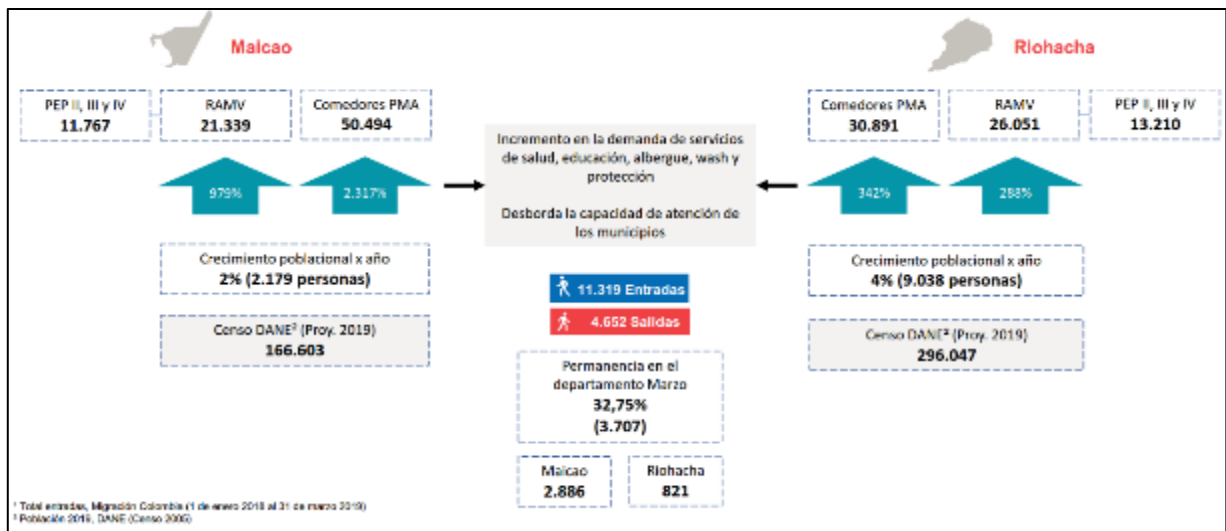 Maicao
Riohacha
PEP II, III y IV
11.767
RAMV
21.339
Comedores PMA
50.494
Comedores PMA
30.891
RAMV
26.051
PEP II, III y IV
13.210
979%
2.317%
Incremento en la demanda de servicios
de salud, educación, albergue, wash y
protección
Desborda la capacidad de atención de
los municipios
342%
288%
Crecimiento poblacional x año
2% (2.179 personas)
Crecimiento poblacional x año
4% (9.038 personas)
11.319 Entradas
4.652 Salidas
Censo DANE² (Proy. 2019)
166.603
Censo DANE² (Proy. 2019)
296.047
Permanencia en el
departamento Marzo
32,75%
(3.707)
Maicao
2.886
Riohacha
821
¹ Total entradas, Migración Colombia (1 de enero 2018 al 31 de marzo 2019)
² Población 2019, DANE (Censo 2005)